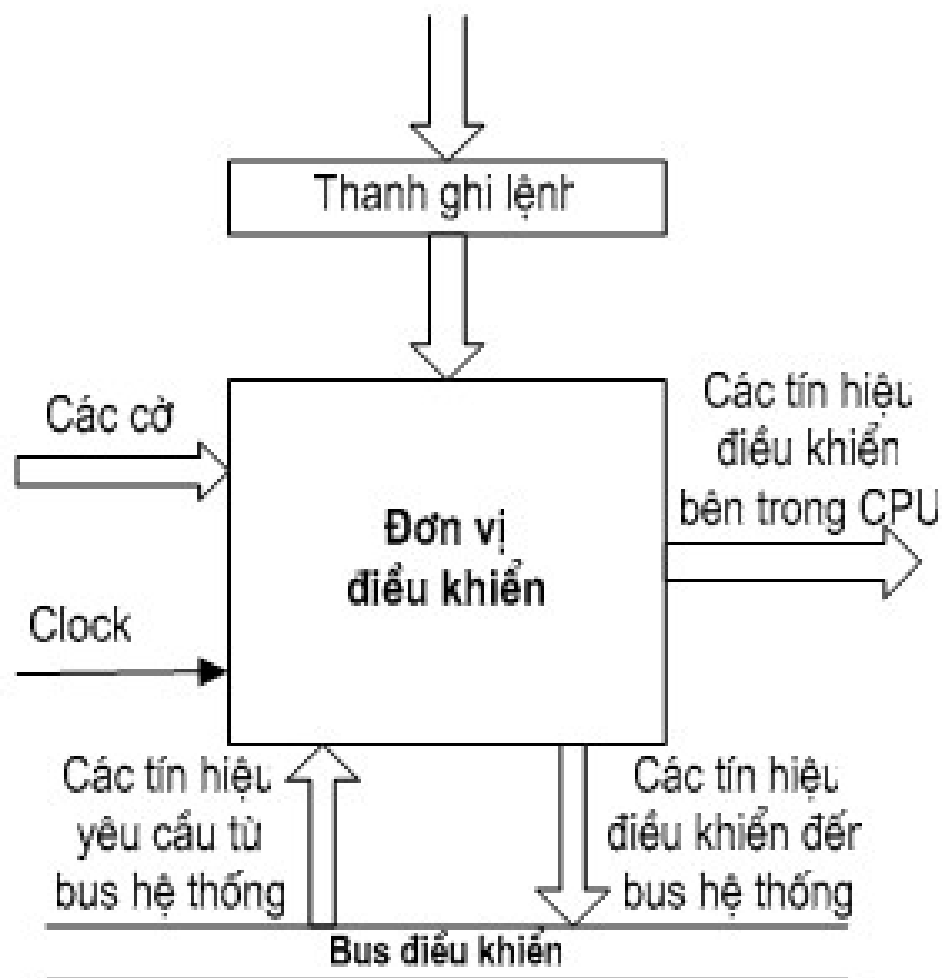 Thanh ghi lệnh
Các cờ
Clock
Đơn vị
điều khiển
Các tín hiệu
điều khiển
bên trong CPU
Các tín hiệu
yêu cầu từ
bus hệ thống
Các tín hiệu
điều khiển đến
bus hệ thống
Bus điều khiển